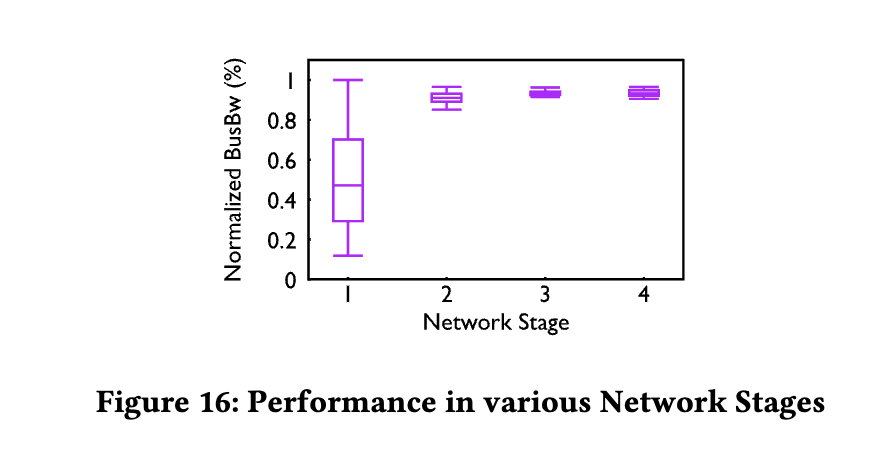 Normalized BusBw (%)
1
0.8
0.6
0.4
0.2
0
1 2 3 4
Network Stage
Figure 16: Performance in various Network Stages